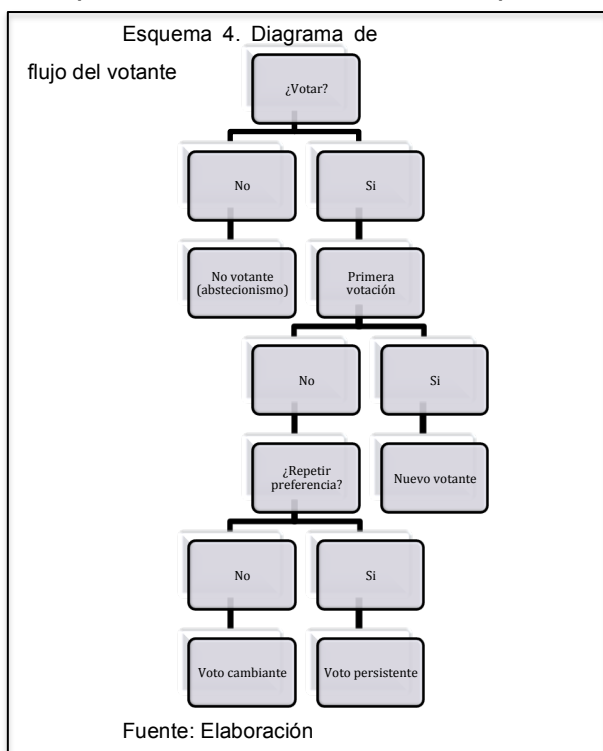 Esquema 4. Diagrama de
flujo del votante
¿Votar?
No
Si
No votante
(abstecionismo)
Primera
votación
No
Si
¿Repetir
preferencia?
Nuevo votante
No
Si
Voto cambiante
Voto persistente
Fuente: Elaboración